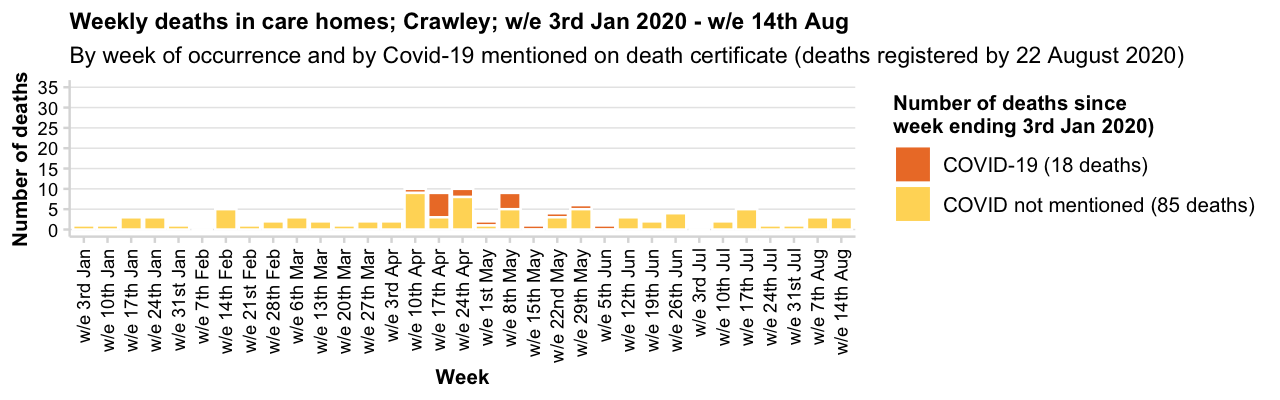 Weekly deaths in care homes; Crawley; w/e 3rd Jan 2020 - w/e 14th Aug
By week of occurrence and by Covid-19 mentioned on death certificate (deaths registered by 22 August 2020)
Number of deaths
35
30
25
20
15
10
5
0
w/e 3rd Jan
w/e 10th Jan
w/e 17th Jan
w/e 24th Jan
w/e 31st Jan
w/e 7th Feb
w/e 14th Feb
w/e 21st Feb
w/e 28th Feb
w/e 6th Mar
w/e 13th Mar
w/e 20th Mar
w/e 27th Mar
w/e 3rd Apr
w/e 10th Apr
w/e 17th Apr
w/e 24th Apr
w/e 1st May
w/e 8th May
w/e 15th May
w/e 22nd May
w/e 29th May
w/e 5th Jun
w/e 12th Jun
w/e 19th Jun
w/e 26th Jun
w/e 3rd Jul
w/e 10th Jul
w/e 17th Jul
w/e 24th Jul
w/e 31st Jul
w/e 7th Aug
w/e 14th Aug
Week
Number of deaths since
week ending 3rd Jan 2020)
COVID-19 (18 deaths)
COVID not mentioned (85 deaths)